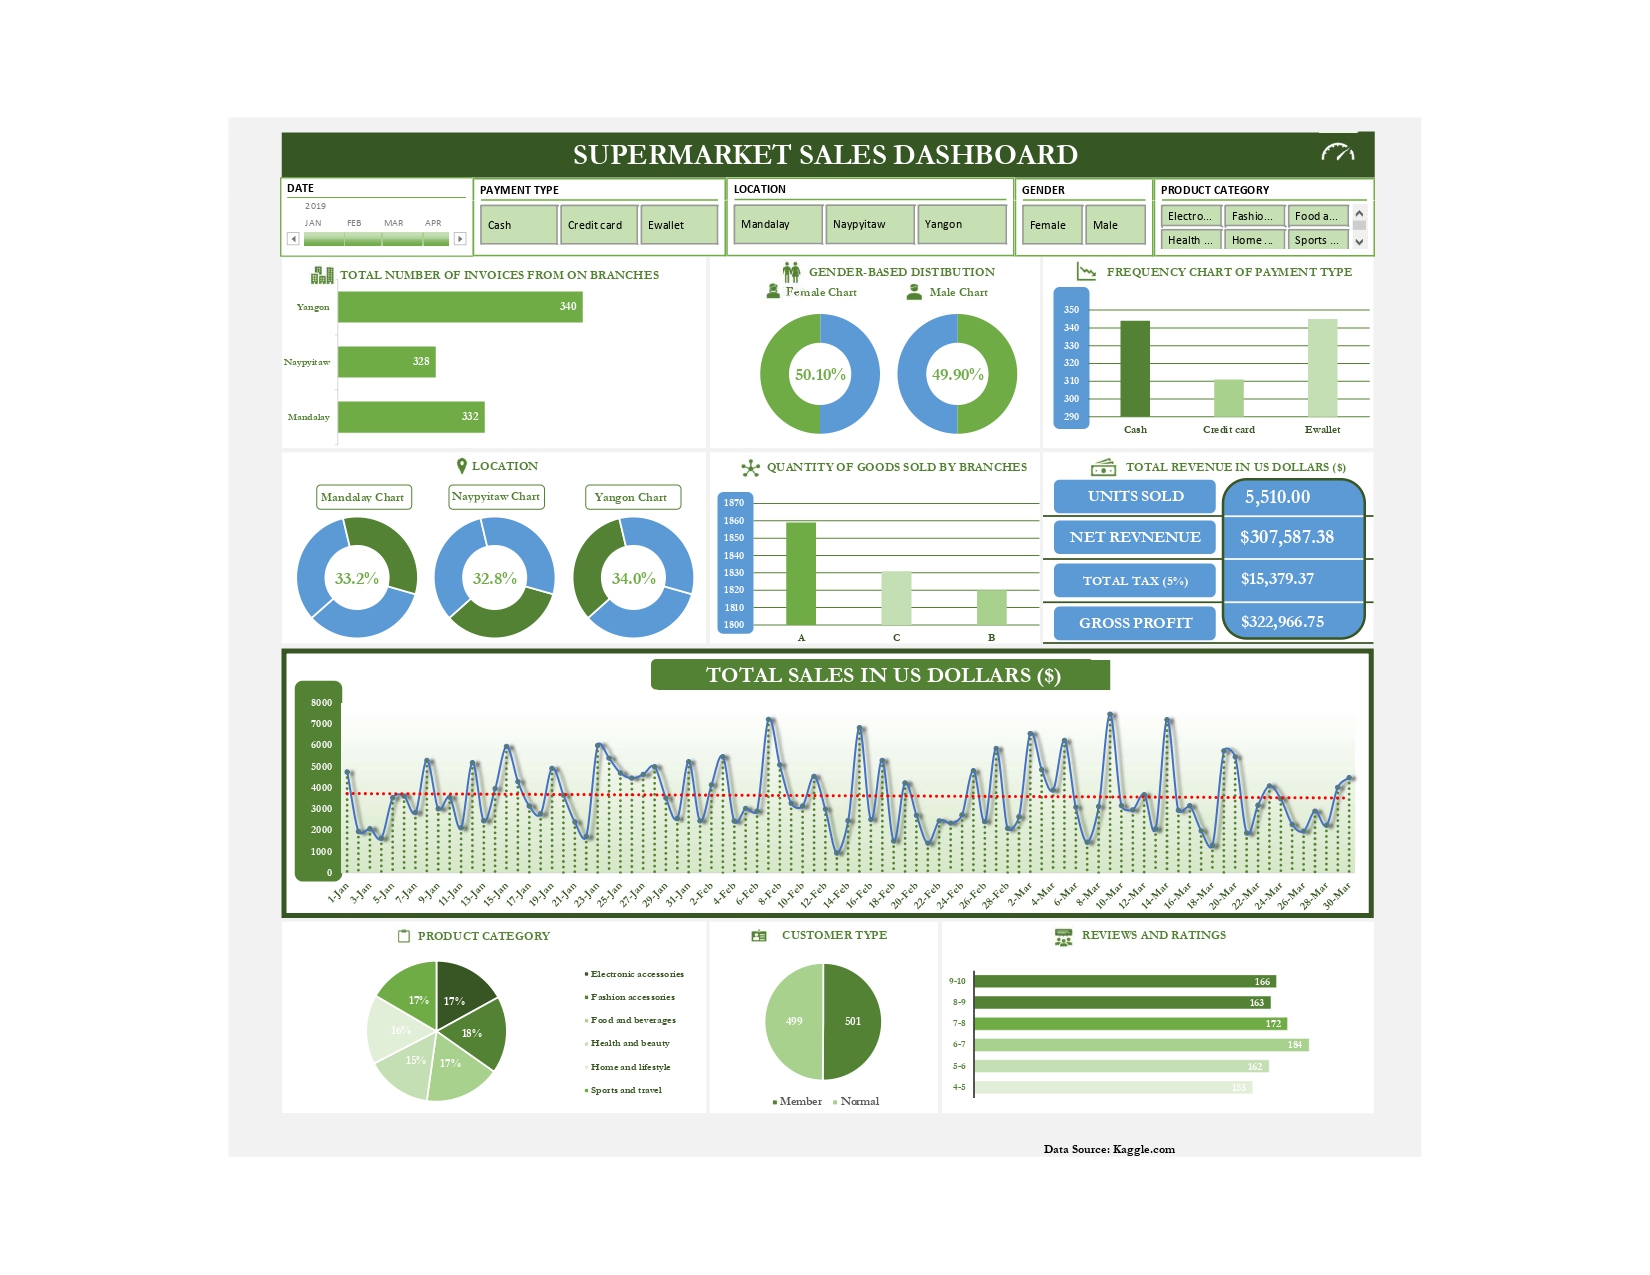 SUPERMARKET SALES DASHBOARD
DATE
2019
JAN FEB MAR APR
PAYMENT TYPE
Cash Credit card Ewallet
LOCATION
Mandalay Naypyitaw Yangon
GENDER
Female Male
PRODUCT CATEGORY
Electro... Fashio... Food a...
Health ... Home ... Sports ...
TOTAL NUMBER OF INVOICES FROM ON BRANCHES
Yangon 340
Naypyitaw 328
Mandalay 332
GENDER-BASED DISTIBUTION
Female Chart Male Chart
50.10% 49.90%
FREQUENCY CHART OF PAYMENT TYPE
350
340
330
320
310
300
290
Cash Credit card Ewallet
LOCATION
Mandalay Chart Naypyitaw Chart Yangon Chart
33.2% 32.8% 34.0%
QUANTITY OF GOODS SOLD BY BRANCHES
1870
1860
1850
1840
1830
1820
1810
1800
A C B
TOTAL REVENUE IN US DOLLARS ($)
UNITS SOLD 5,510.00
NET REVNENUE $307,587.38
TOTAL TAX (5%) $15,379.37
GROSS PROFIT $322,966.75
TOTAL SALES IN US DOLLARS ($)
8000
7000
6000
5000
4000
3000
2000
1000
0
1-Jan 3-Jan 5-Jan 7-Jan 9-Jan 11-Jan 13-Jan 15-Jan 17-Jan 19-Jan 21-Jan 23-Jan 25-Jan 27-Jan 29-Jan 31-Jan 2-Feb 4-Feb 6-Feb 8-Feb 10-Feb 12-Feb 14-Feb 16-Feb 18-Feb 20-Feb 22-Feb 24-Feb 26-Feb 28-Feb 2-Mar 4-Mar 6-Mar 8-Mar 10-Mar 12-Mar 14-Mar 16-Mar 18-Mar 20-Mar 22-Mar 24-Mar 26-Mar 28-Mar 30-Mar
PRODUCT CATEGORY
17% 17%
16% 18%
15% 17%
Electronic accessories
Fashion accessories
Food and beverages
Health and beauty
Home and lifestyle
Sports and travel
CUSTOMER TYPE
499 501
Member Normal
REVIEWS AND RATINGS
9-10 166
8-9 163
7-8 172
6-7 184
5-6 162
4-5 153
Data Source: Kaggle.com